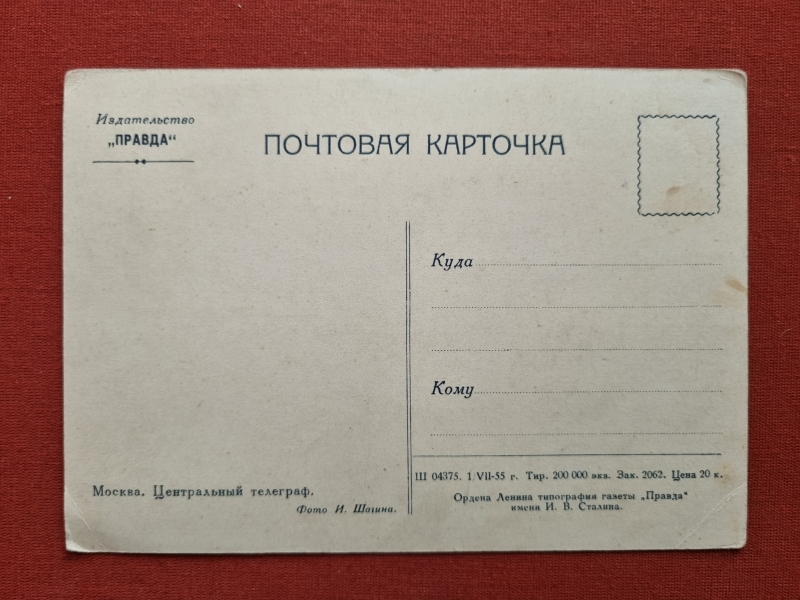 Издательство
„ПРАВДА“
ПОЧТОВАЯ КАРТОЧКА
Куда
Кому
Ш 04375. 1/VII-55 г. Тир. 200 000 экз. Зак. 2062. Цена 20 к.
Ордена Ленина типография газеты „Правда“
имени И. В. Сталина.
Москва. Центральный телеграф.
Фото И. Шагина.